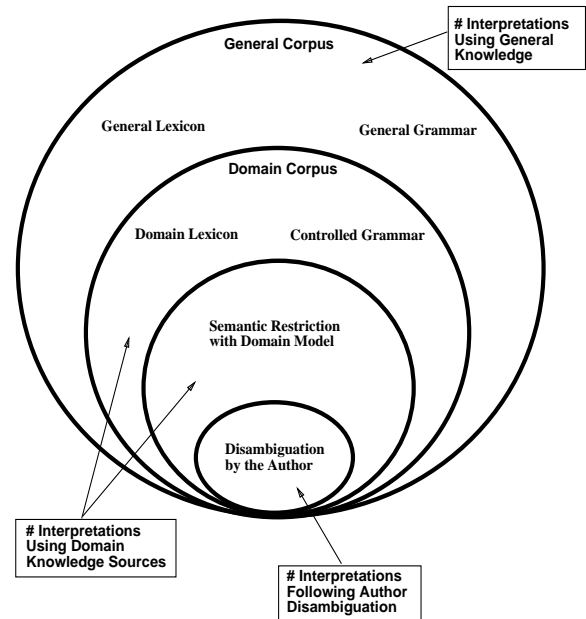 # Interpretations
Using General
Knowledge
General Corpus
General Lexicon
General Grammar
Domain Corpus
Domain Lexicon
Controlled Grammar
Semantic Restriction
with Domain Model
Disambiguation
by the Author
# Interpretations
Using Domain
Knowledge Sources
# Interpretations
Following Author
Disambiguation